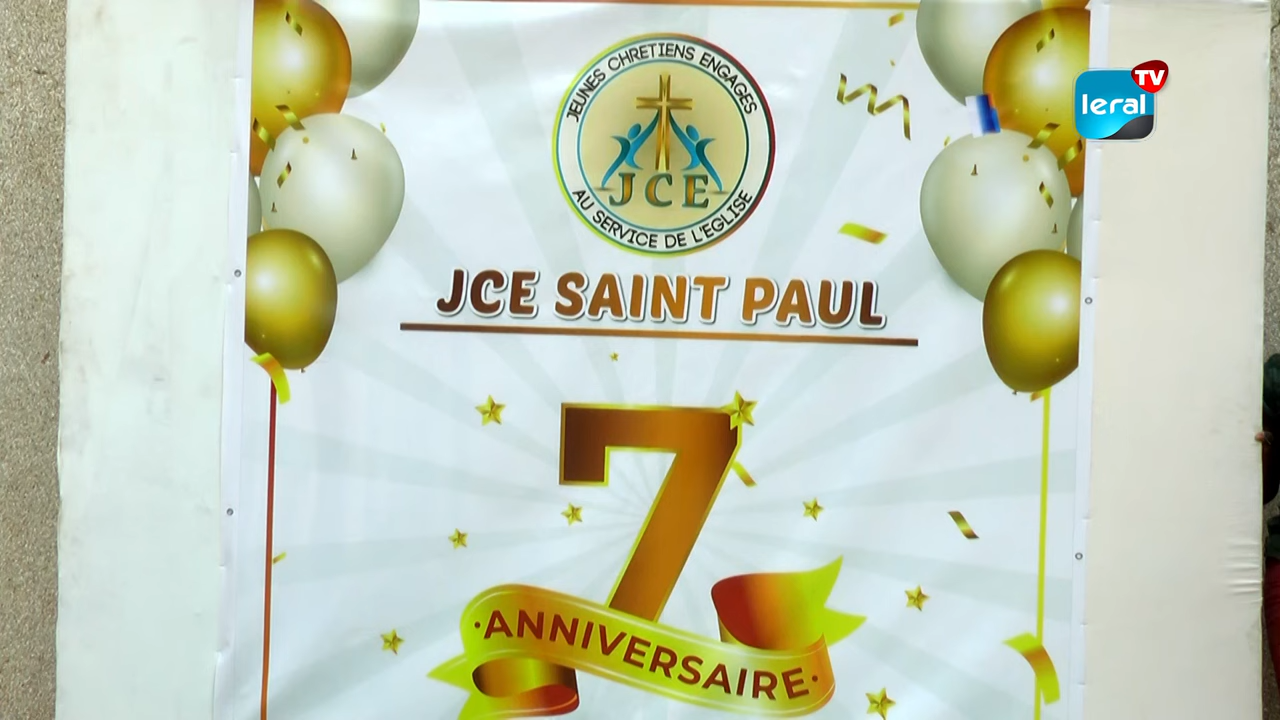 JEUNES CHRETIENS ENGAGES
JCE
AU SERVICE DE L'EGLISE
JCE SAINT PAUL
7
·ANNIVERSAIRE·
leral TV